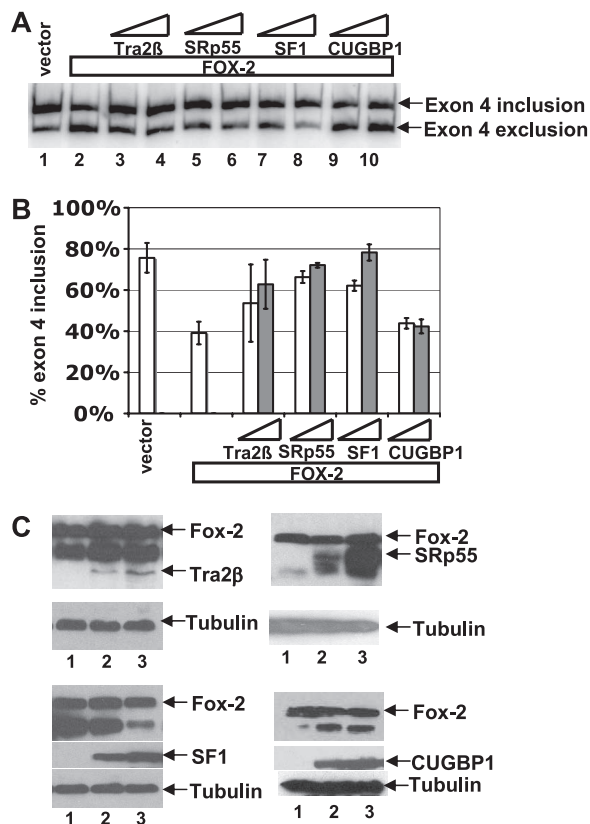 A
Tra2ß SRp55 SF1 CUGBP1
vector
FOX-2
Exon 4 inclusion
Exon 4 exclusion
1 2 3 4 5 6 7 8 9 10
B
100%
80%
60%
40%
20%
0%
% exon 4 inclusion
vector
Tra2ß SRp55 SF1 CUGBP1
FOX-2
C
Fox-2
Tra2β
Tubulin
1 2 3
Fox-2
SRp55
Tubulin
1 2 3
Fox-2
SF1
Tubulin
1 2 3
Fox-2
CUGBP1
Tubulin
1 2 3